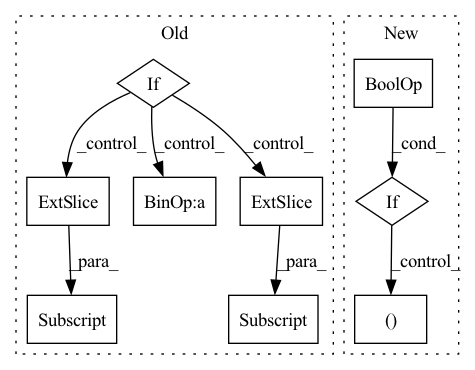 Old
New
If
BoolOp
_control_
_control_
_control_
_cond_
ExtSlice
BinOp:a
ExtSlice
If
_para_
_para_
_control_
Subscript
Subscript
()